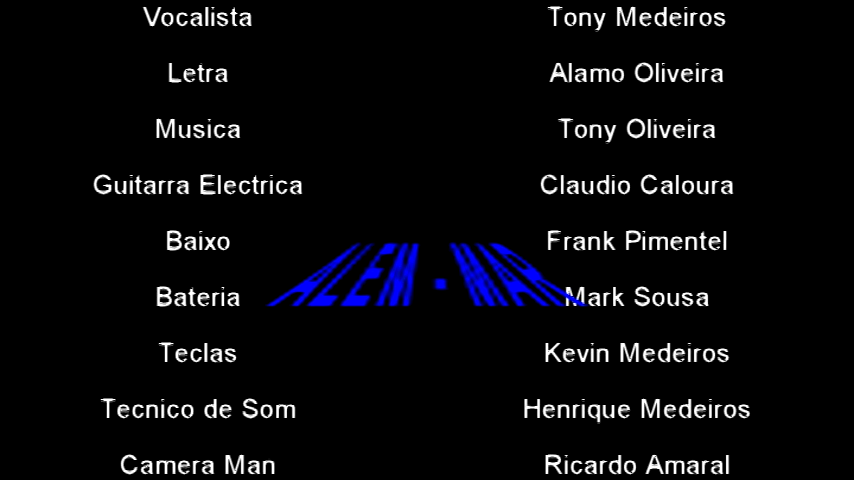 Vocalista Tony Medeiros
Letra Alamo Oliveira
Musica Tony Oliveira
Guitarra Electrica Claudio Caloura
Baixo Frank Pimentel
ALEM - MAR
Bateria Mark Sousa
Teclas Kevin Medeiros
Tecnico de Som Henrique Medeiros
Camera Man Ricardo Amaral